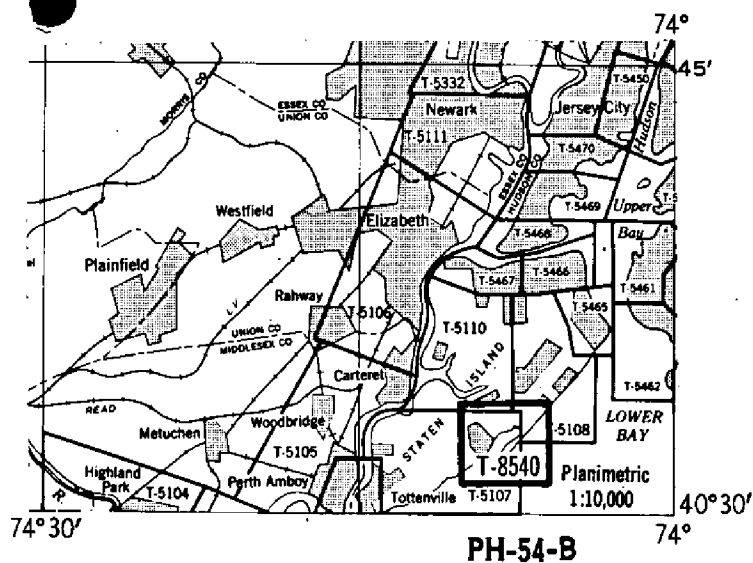 74°
45'
T-5450
T-5332
ESSEX CO
UNION CO
MORRIS CO
Newark
Jersey City
Hudson
T-5111
T-5470
ESSEX CO
HUDSON CO
Westfield
Elizabeth
T-5469
Upper
Bay
T-5
T-5468
Plainfield
T-5467
T-5466
T-5461
Rahway
L V
T-5106
T-5465
UNION CO
MIDDLESEX CO
T-5110
Carteret
STATEN ISLAND
T-5462
READ
Woodbridge
Metuchen
LOWER
BAY
T-5108
T-5105
T-8540
Planimetric
1:10,000
Highland
Park
T-5104
Perth Amboy
Tottenville
T-5107
R
40°30'
74°30'
74°
PH-54-B